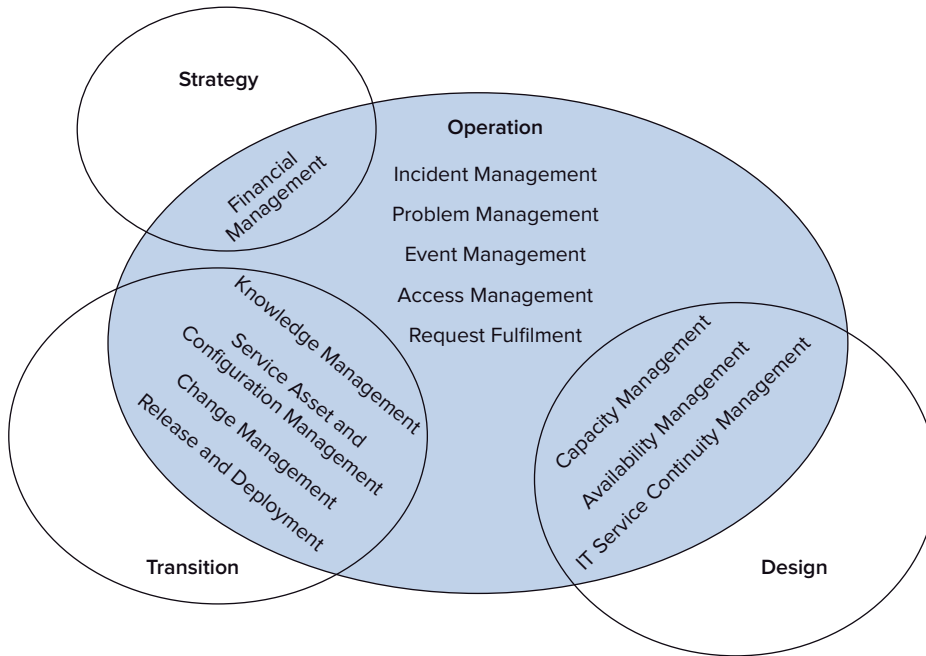 Strategy
Financial
Management
Operation
Incident Management
Problem Management
Event Management
Access Management
Request Fulfilment
Knowledge Management
Service Asset and
Configuration Management
Change Management
Release and Deployment
Transition
Capacity Management
Availability Management
IT Service Continuity Management
Design